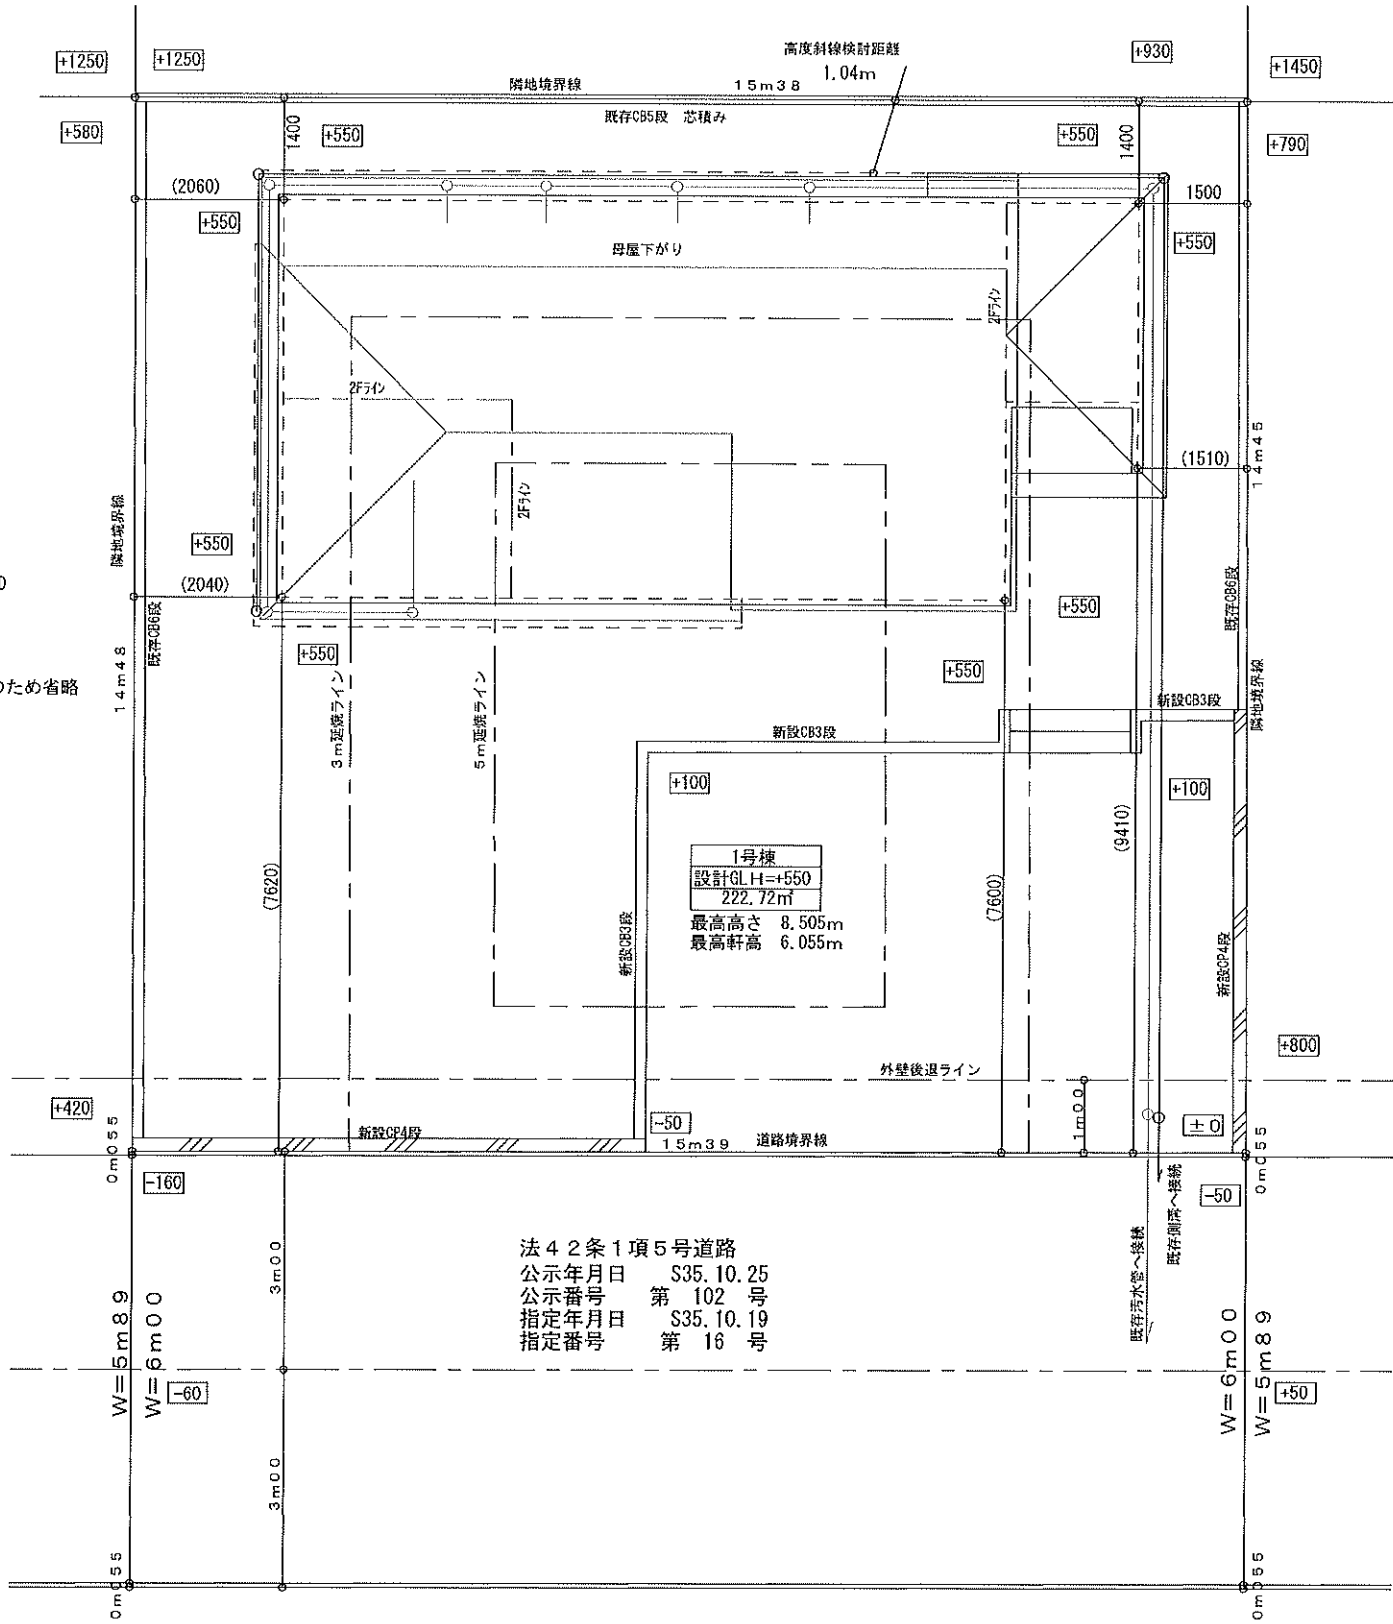 高度斜線検討距離
1.04m
+1250
+1250
+930
+1450
隣地境界線
15m38
既存CB5段 芯積み
+580
1400
+550
+550
1400
+790
(2060)
1500
+550
+550
母屋下がり
2Fライン
2Fライン
2Fライン
(1510)
14m45
隣地境界線
+550
(2040)
既存CB6段
+550
既存CB6段
14m48
のため省略
+550
3m延焼ライン
5m延焼ライン
+550
隣地境界線
新設CB3段
新設CB3段
+100
+100
(9410)
1号棟
設計GL H=+550
222.72㎡
最高高さ 8.505m
最高軒高 6.055m
(7620)
(7600)
新設CB3段
新設CP4段
+800
外壁後退ライン
+420
0m055
新設CP4段
-50
15m39
道路境界線
1m00
±0
0m055
-160
-50
既存汚水管へ接続
既存側溝へ接続
法42条1項5号道路
公示年月日 S35.10.25
公示番号 第 102 号
指定年月日 S35.10.19
指定番号 第 16 号
3m00
W=5m89
W=6m00
-60
W=6m00
W=5m89
+50
3m00
0m055
0m055